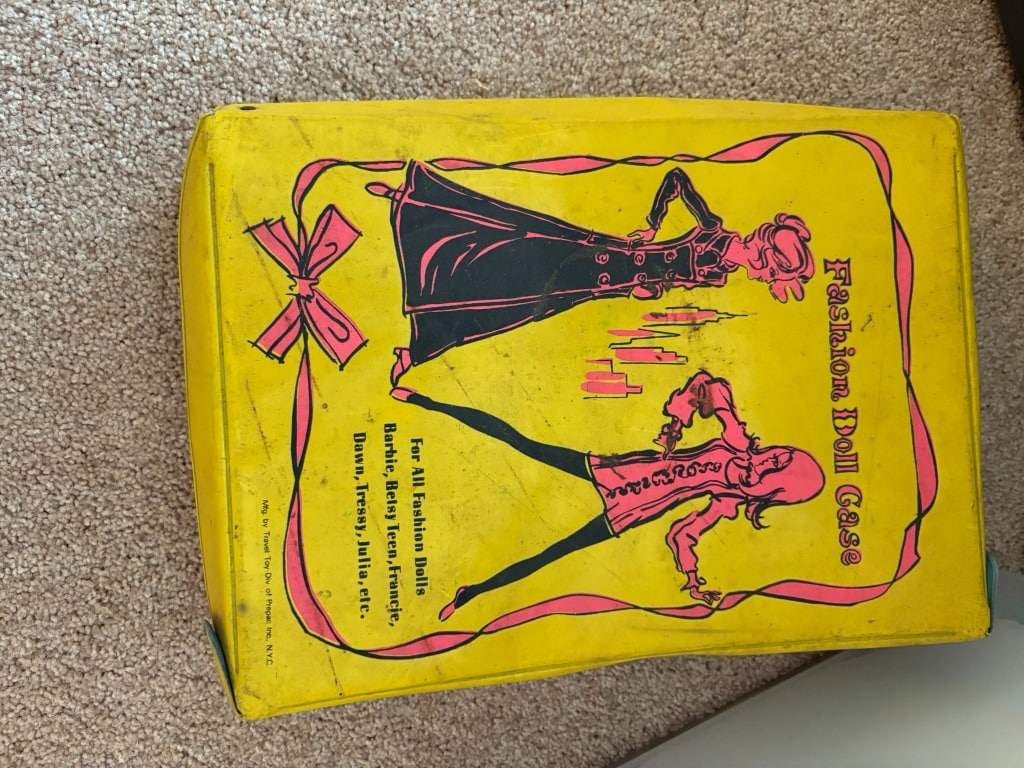 Fashion Doll Case
For All Fashion Dolls
Barbie, Betsy Teen, Francie,
Dawn, Tressy, Julia, etc.
Mfg. by Travel Toy Div. of Prepac Inc. N.Y.C.